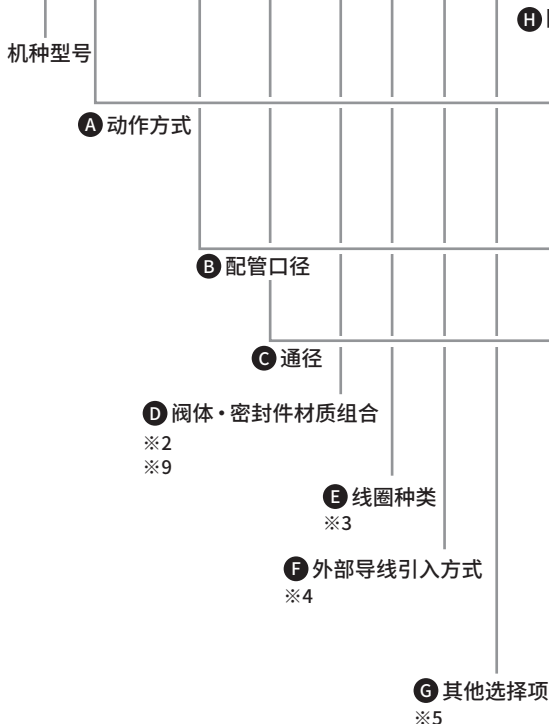 H
机种型号
A 动作方式
B 配管口径
C 通径
D 阀体・密封件材质组合
※2
※9
E 线圈种类
※3
F 外部导线引入方式
※4
G 其他选择项
※5